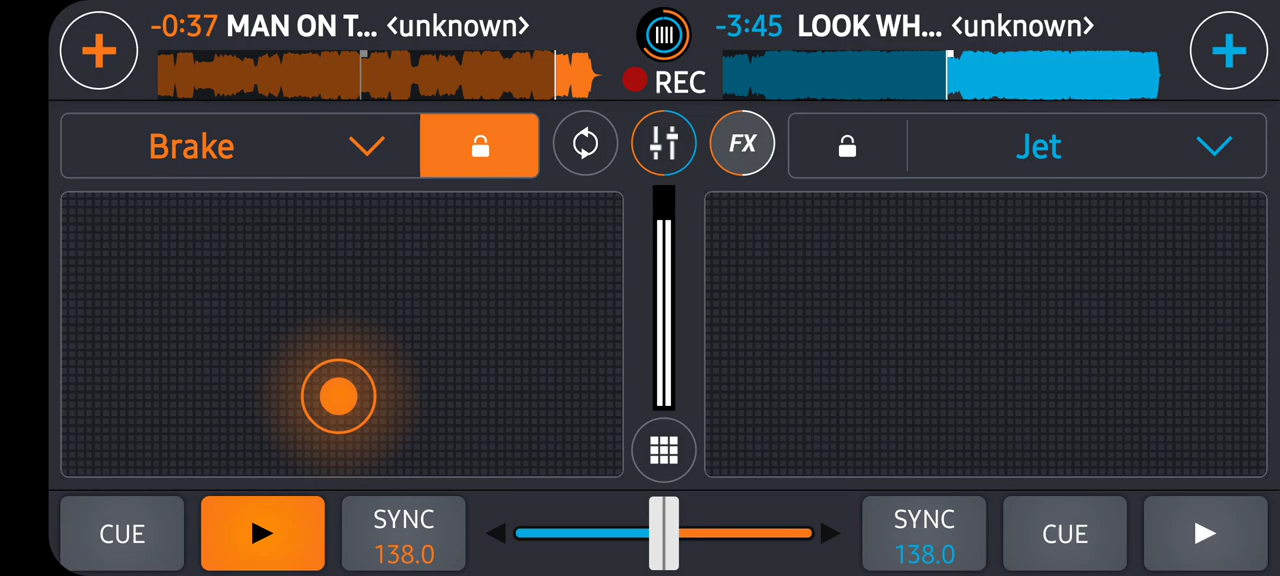 -0:37 MAN ON T... <unknown>
-3:45 LOOK WH... <unknown>
REC
Brake
FX
Jet
CUE
SYNC
138.0
SYNC
138.0
CUE